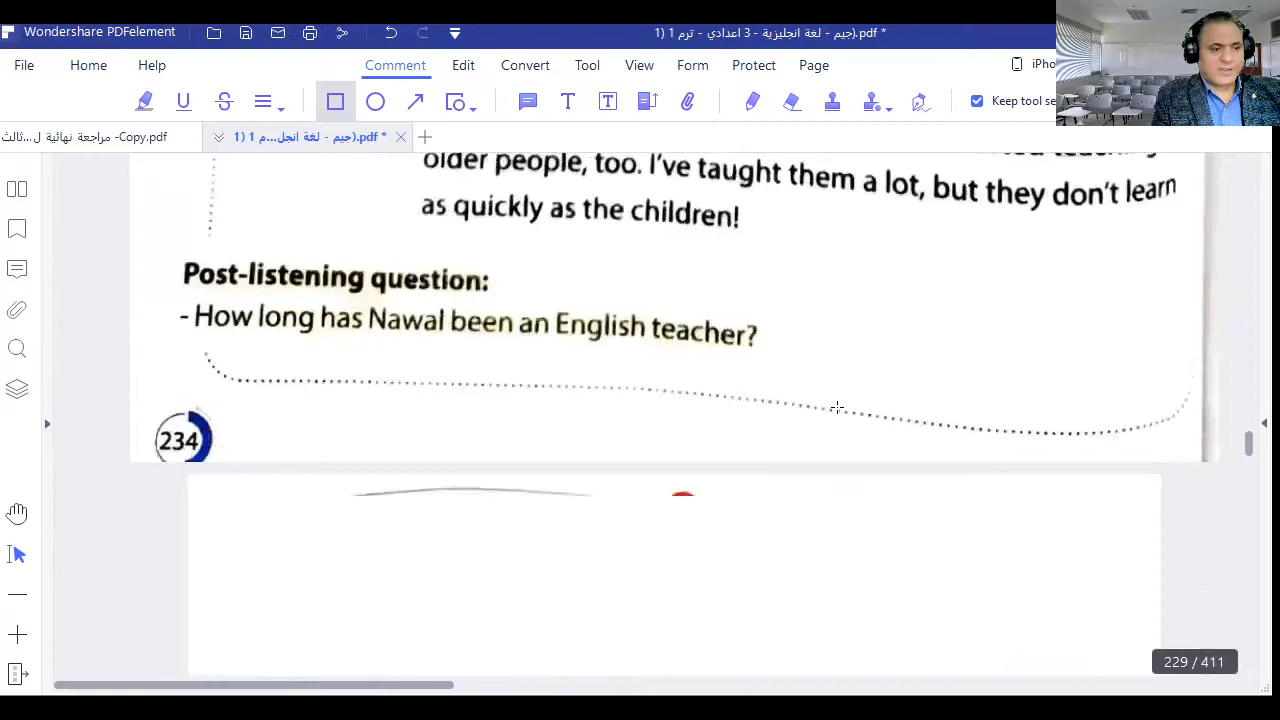 Wondershare PDFelement
(جيم - لغة انجليزية - 3 اعدادي - ترم 1 (1).pdf *
File Home Help Comment Edit Convert Tool View Form Protect Page iPho
Keep tool se
مراجعة نهائية ل...ثالث -Copy.pdf
(جيم - لغة انجل...م 1 (1).pdf *
older people, too. I've taught them a lot, but they don't learn
as quickly as the children!
Post-listening question:
- How long has Nawal been an English teacher?
234
229 / 411